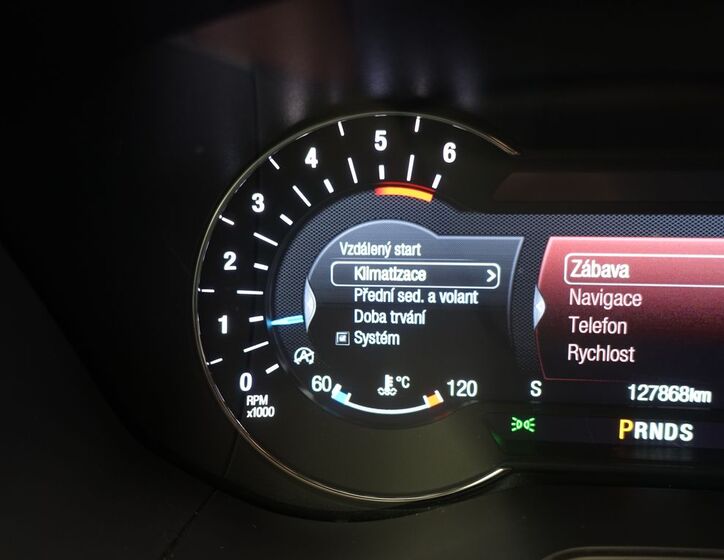 5
4
6
3
2
1
0
RPM
x1000
Vzdálený start
Klimatizace >
Přední sed. a volant
Doba trvání
Systém
60
°C
120
Zábava
Navigace
Telefon
Rychlost
S
127868km
PRNDS